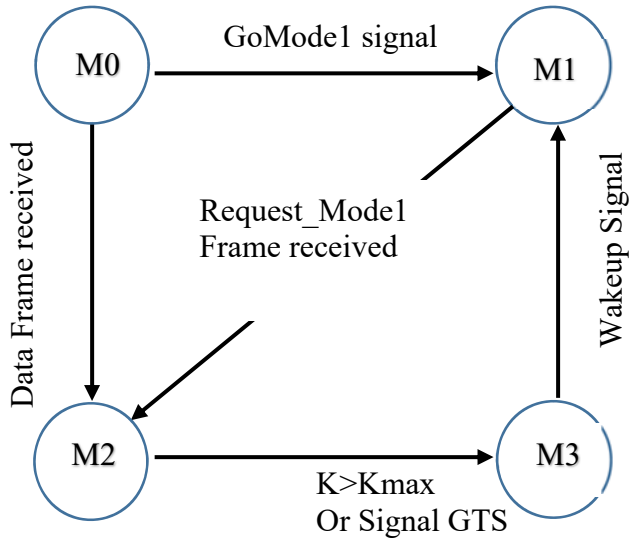 GoMode1 signal
M0
M1
Data Frame received
Request_Mode1
Frame received
Wakeup Signal
M2
M3
K>Kmax
Or Signal GTS